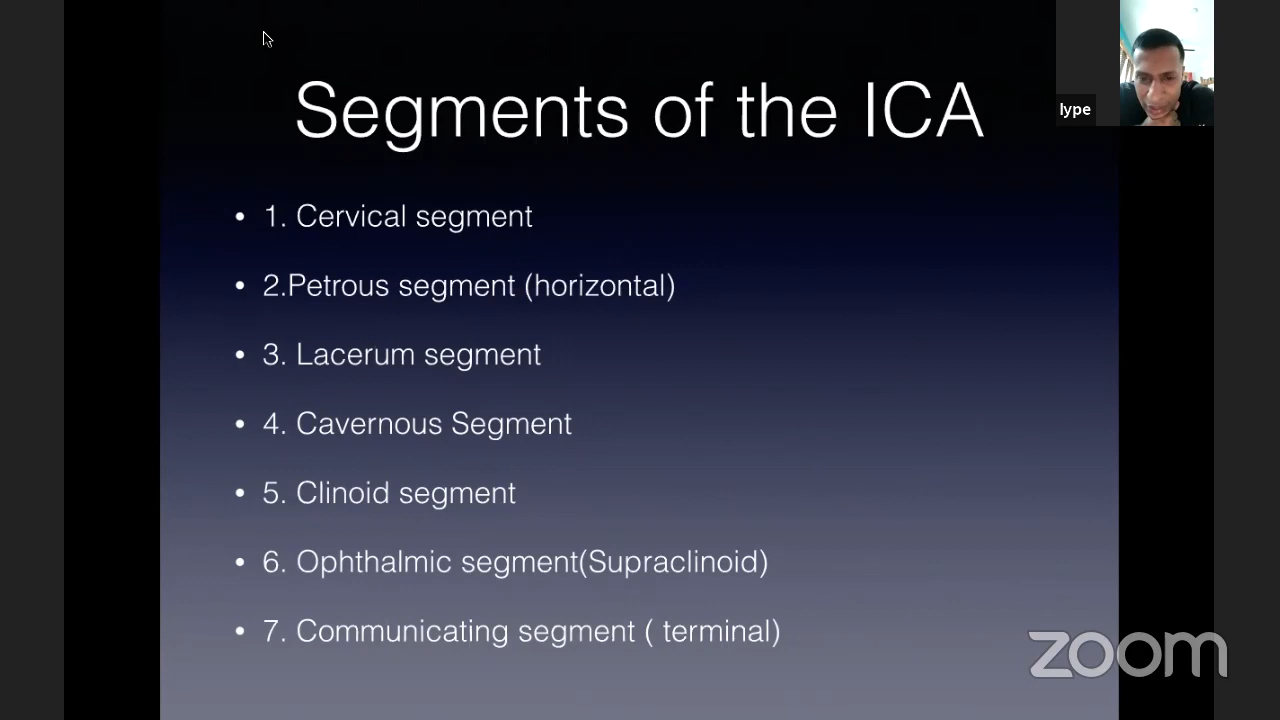 Segments of the ICA
lype
• 1. Cervical segment
• 2.Petrous segment (horizontal)
• 3. Lacerum segment
• 4. Cavernous Segment
• 5. Clinoid segment
• 6. Ophthalmic segment(Supraclinoid)
• 7. Communicating segment ( terminal)
zoom